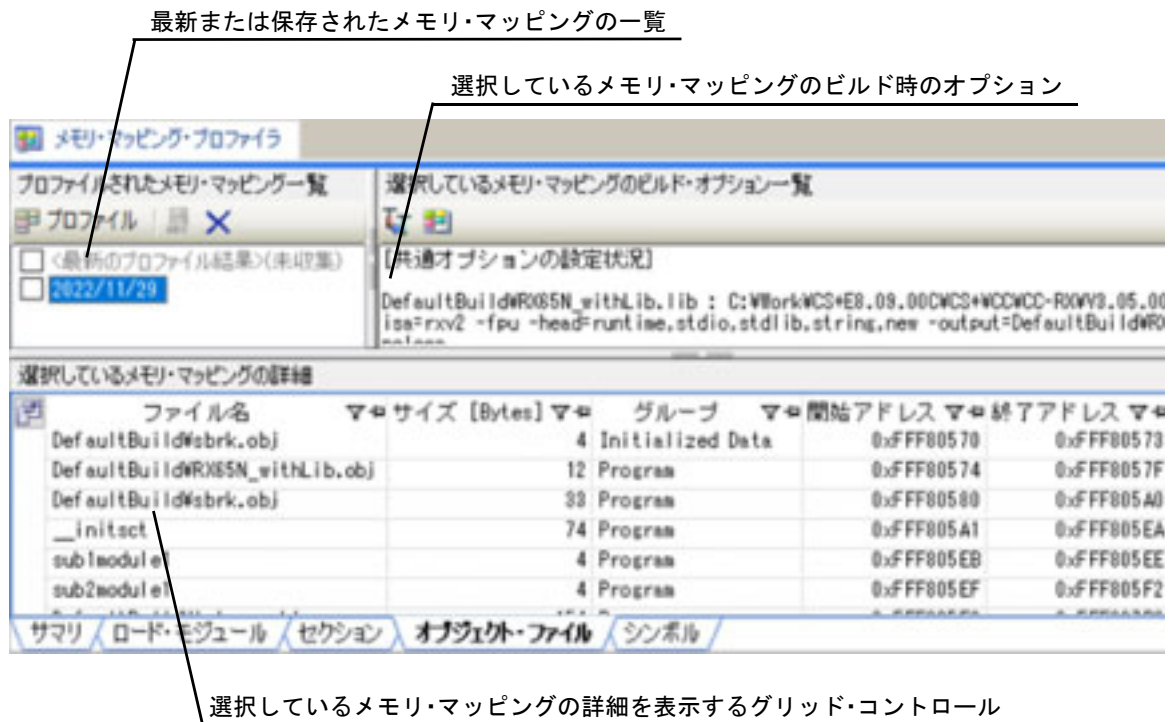 最新または保存されたメモリ・マッピングの一覧
選択しているメモリ・マッピングのビルド時のオプション
メモリ・マッピング・プロファイラ
プロファイルされたメモリ・マッピング一覧
選択しているメモリ・マッピングのビルド・オプション一覧
プロファイル
<最新のプロファイル結果>(未収集)
2022/11/29
[共通オプションの設定状況]
DefaultBuild¥RX65N_withLib.lib : C:¥Work¥CS+E8.09.00C¥CS+¥CC¥CC-RX¥V3.05.00
isa=rxv2 -fpu -head=runtime,stdio,stdlib,string,new -output=DefaultBuild¥RX
選択しているメモリ・マッピングの詳細
ファイル名 サイズ [Bytes] グループ 開始アドレス 終了アドレス
DefaultBuild¥sbrk.obj 4 Initialized Data 0xFFF80570 0xFFF80573
DefaultBuild¥RX65N_withLib.obj 12 Program 0xFFF80574 0xFFF8057F
DefaultBuild¥sbrk.obj 33 Program 0xFFF80580 0xFFF805A0
__initsct 74 Program 0xFFF805A1 0xFFF805EA
sub1module1 4 Program 0xFFF805EB 0xFFF805EE
sub2module1 4 Program 0xFFF805EF 0xFFF805F2
サマリ ロード・モジュール セクション オブジェクト・ファイル シンボル
選択しているメモリ・マッピングの詳細を表示するグリッド・コントロール